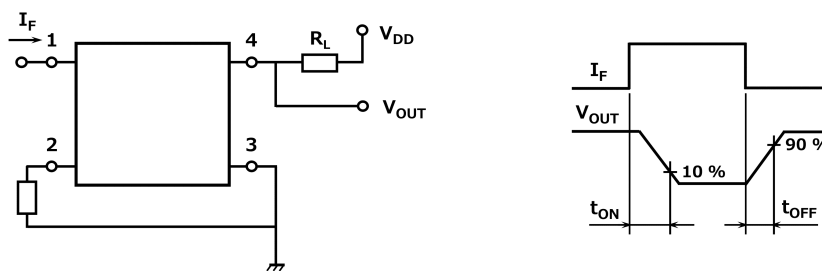 I_F
1
4
R_L
V_DD
V_OUT
2
3
I_F
V_OUT
10 %
90 %
t_ON
t_OFF